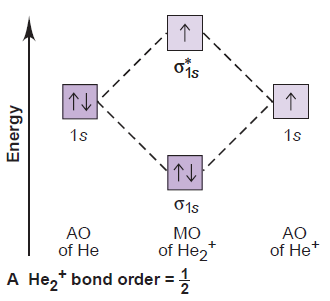 Energy
σ*1s
1s
1s
σ1s
AO of He
MO of He2+
AO of He+
A He2+ bond order = 1/2